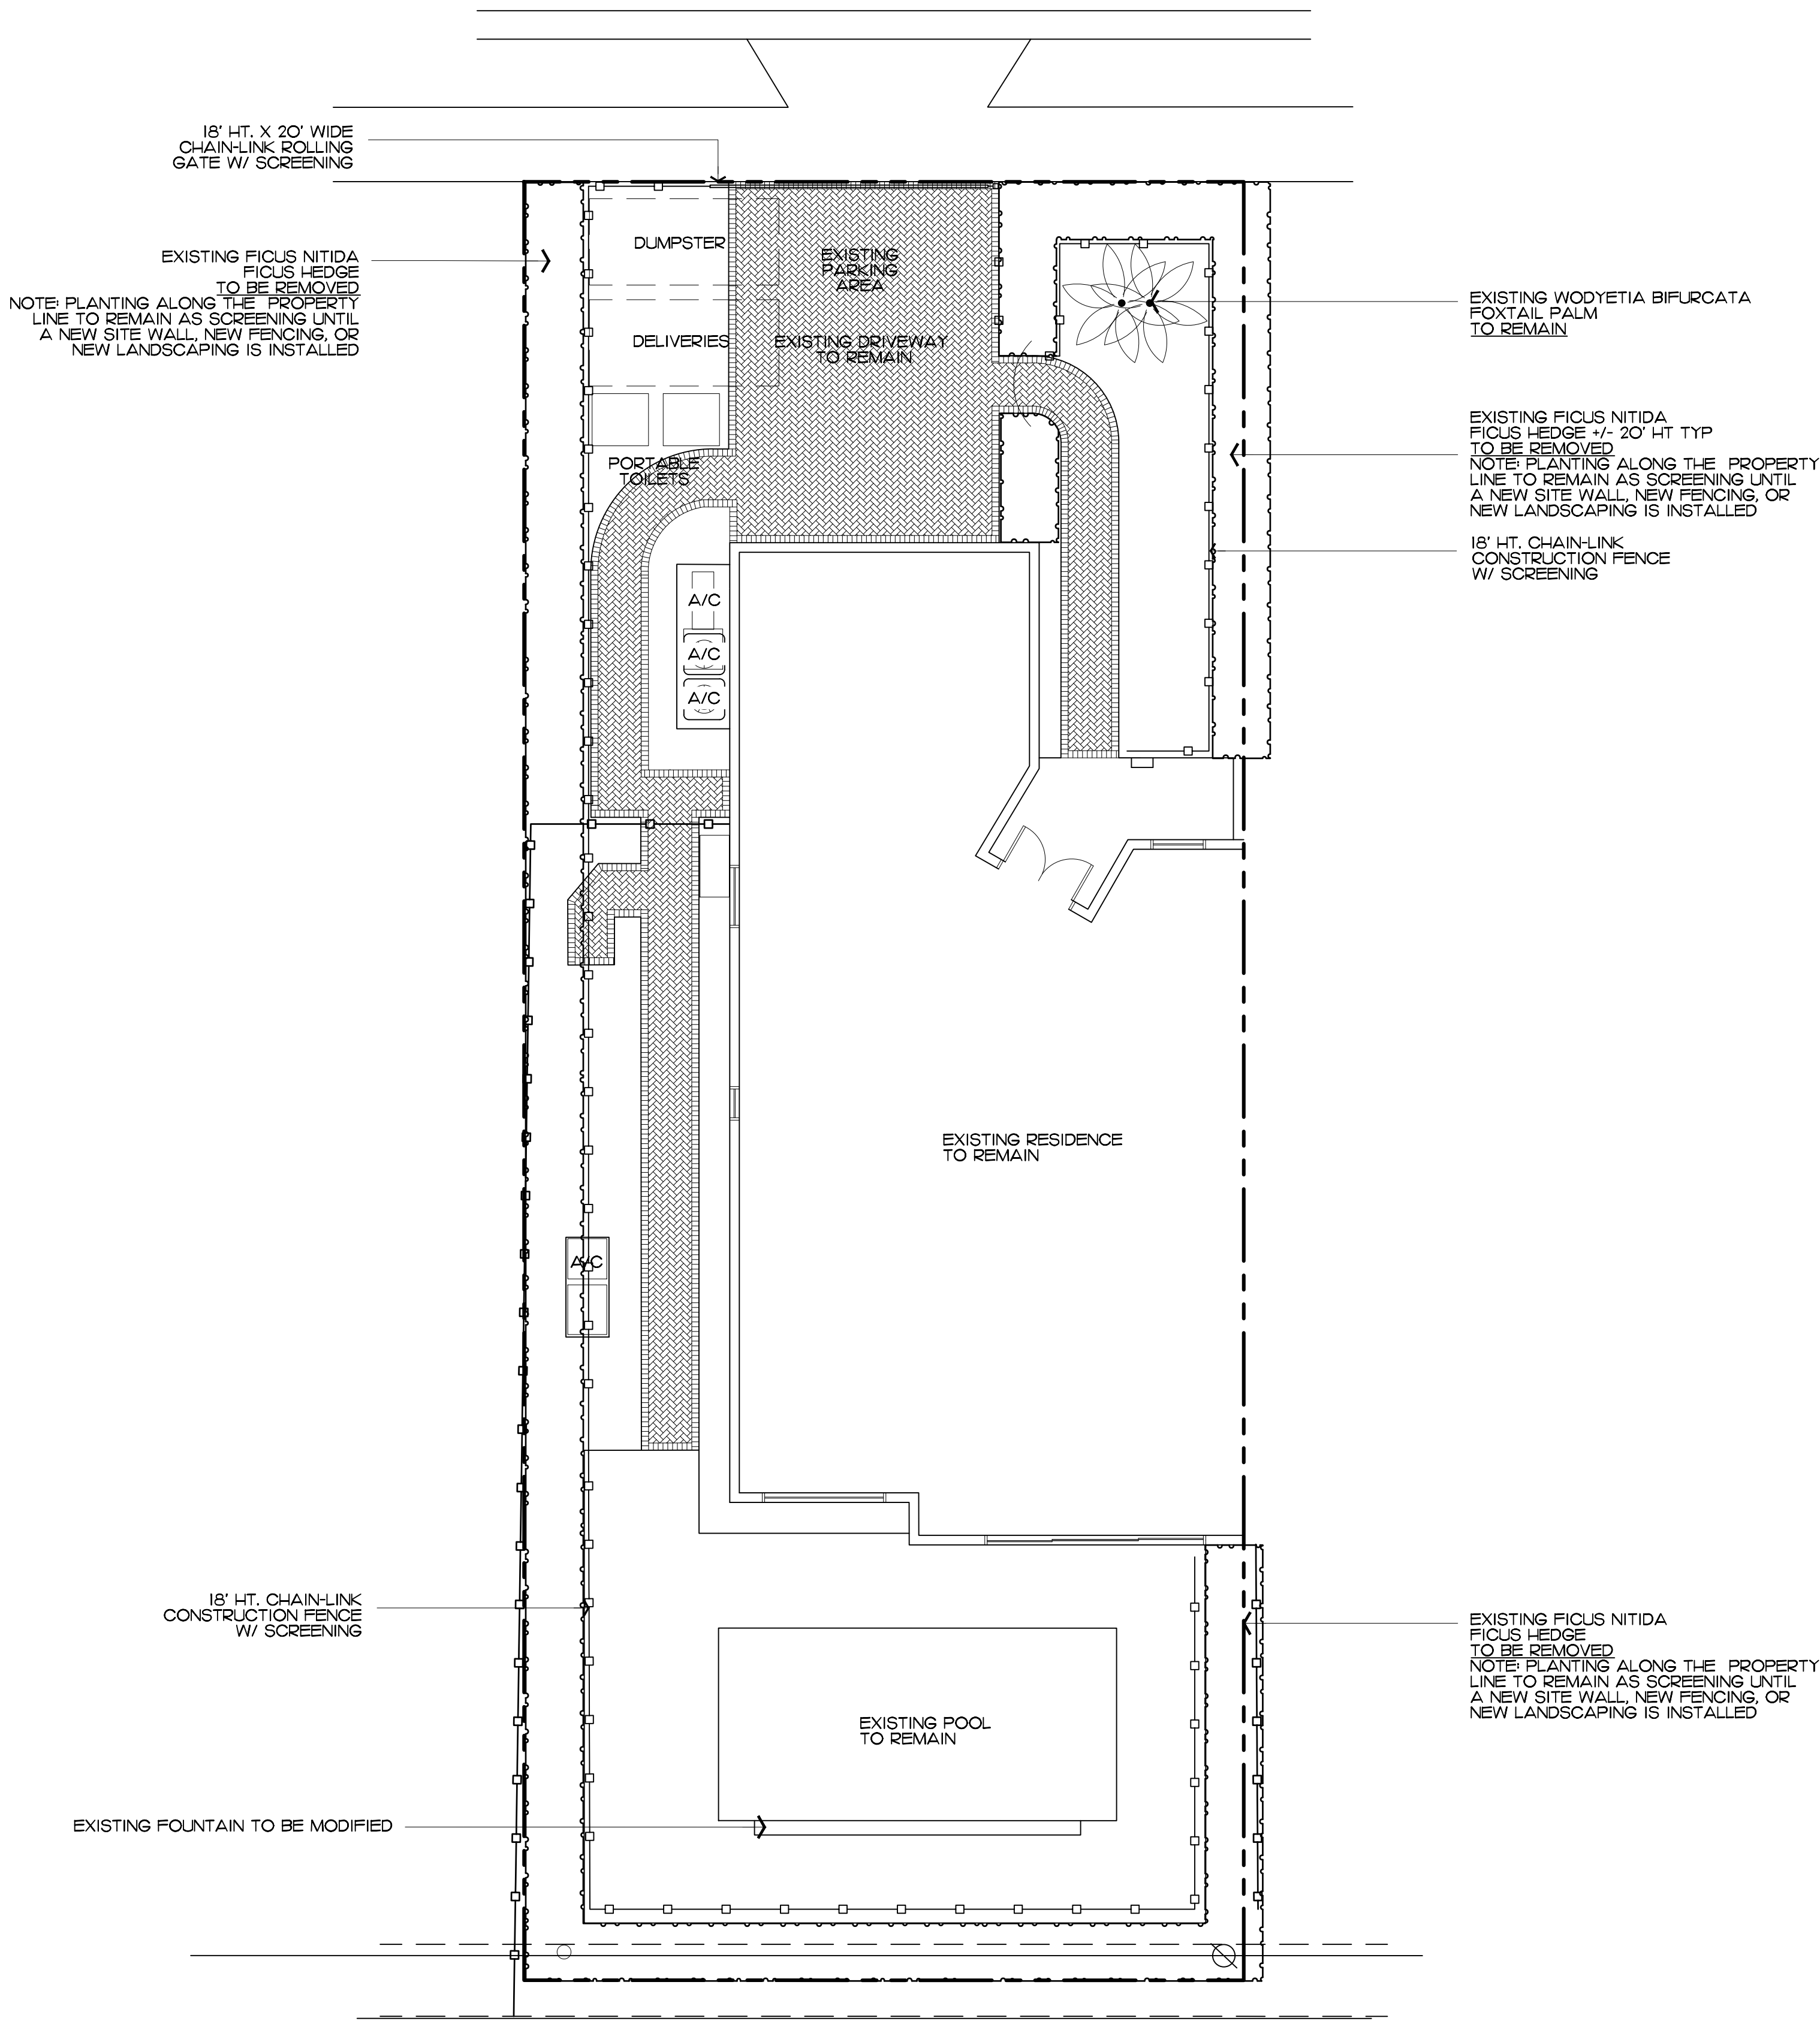 18' HT. X 20' WIDE
CHAIN-LINK ROLLING
GATE W/ SCREENING
EXISTING FICUS NITIDA
FICUS HEDGE
TO BE REMOVED
NOTE: PLANTING ALONG THE PROPERTY
LINE TO REMAIN AS SCREENING UNTIL
A NEW SITE WALL, NEW FENCING, OR
NEW LANDSCAPING IS INSTALLED
DUMPSTER
DELIVERIES
PORTABLE
TOILETS
EXISTING
PARKING
AREA
EXISTING DRIVEWAY
TO REMAIN
EXISTING WODYETIA BIFURCATA
FOXTAIL PALM
TO REMAIN
EXISTING FICUS NITIDA
FICUS HEDGE +/- 20' HT TYP
TO BE REMOVED
NOTE: PLANTING ALONG THE PROPERTY
LINE TO REMAIN AS SCREENING UNTIL
A NEW SITE WALL, NEW FENCING, OR
NEW LANDSCAPING IS INSTALLED
18' HT. CHAIN-LINK
CONSTRUCTION FENCE
W/ SCREENING
A/C
A/C
A/C
EXISTING RESIDENCE
TO REMAIN
A/C
18' HT. CHAIN-LINK
CONSTRUCTION FENCE
W/ SCREENING
EXISTING FICUS NITIDA
FICUS HEDGE
TO BE REMOVED
NOTE: PLANTING ALONG THE PROPERTY
LINE TO REMAIN AS SCREENING UNTIL
A NEW SITE WALL, NEW FENCING, OR
NEW LANDSCAPING IS INSTALLED
EXISTING POOL
TO REMAIN
EXISTING FOUNTAIN TO BE MODIFIED